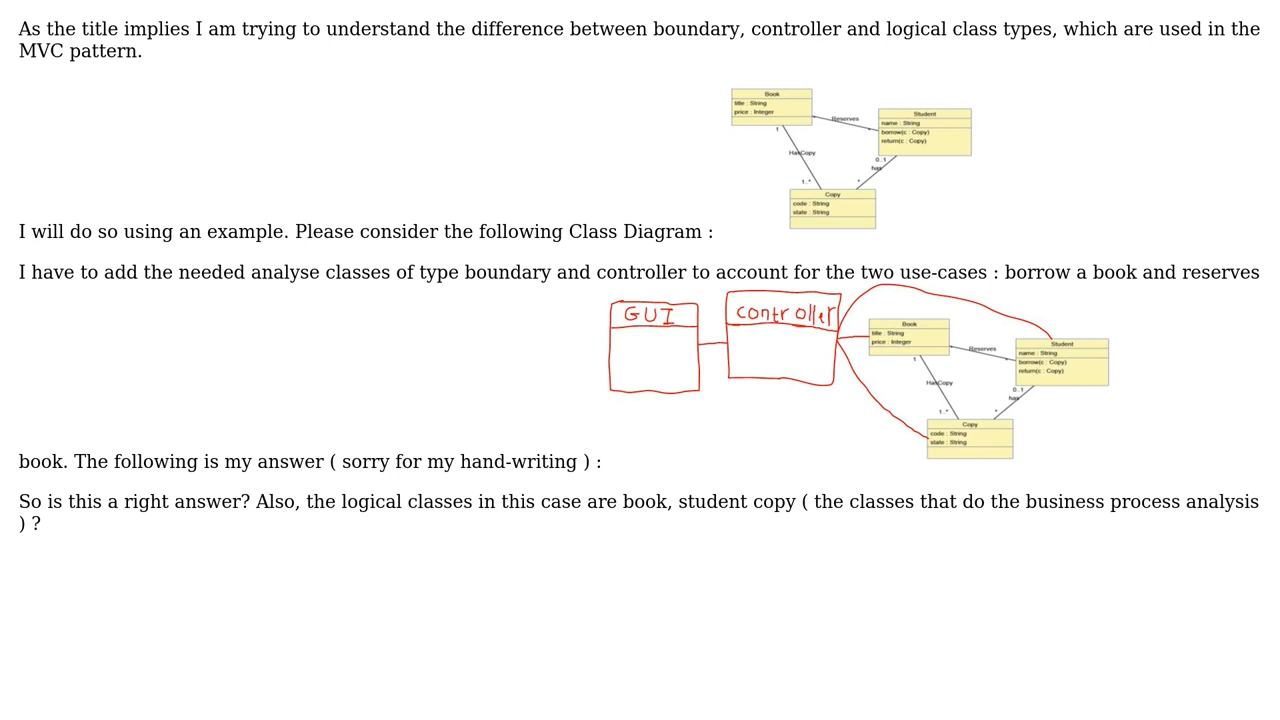 As the title implies I am trying to understand the difference between boundary, controller and logical class types, which are used in the
MVC pattern.
Book
title : String
price : Integer
Student
name : String
borrow(c : Copy)
return(c : Copy)
Reserves
1
HasCopy
0..1
has
1..*
*
Copy
code : String
state : String
I will do so using an example. Please consider the following Class Diagram :
I have to add the needed analyse classes of type boundary and controller to account for the two use-cases : borrow a book and reserves
GUI
controller
Book
title : String
price : Integer
Student
name : String
borrow(c : Copy)
return(c : Copy)
Reserves
1
HasCopy
0..1
has
1..*
*
Copy
code : String
state : String
book. The following is my answer ( sorry for my hand-writing ) :
So is this a right answer? Also, the logical classes in this case are book, student copy ( the classes that do the business process analysis
) ?